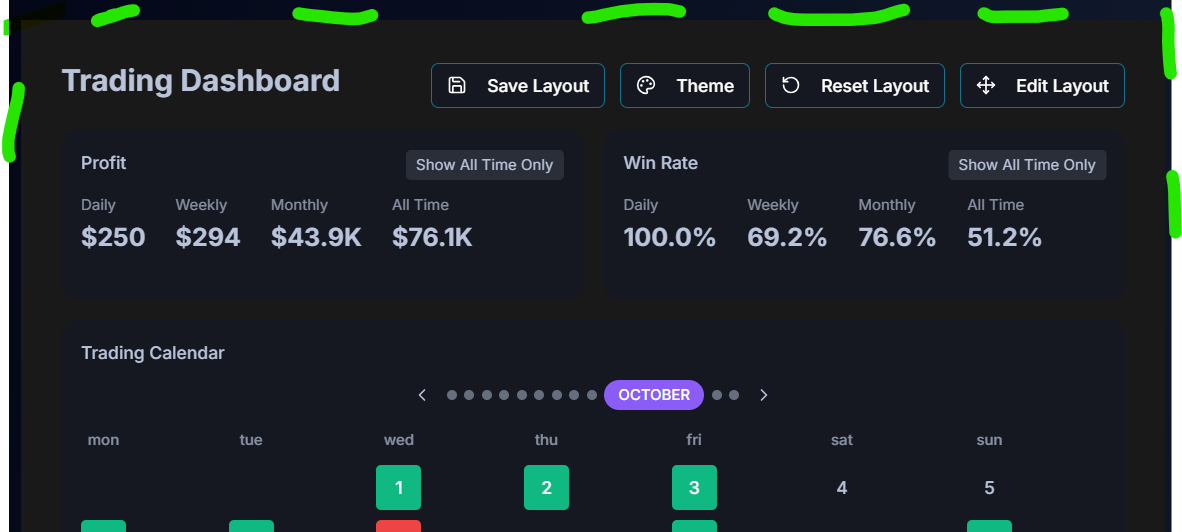 Trading Dashboard
Save Layout
Theme
Reset Layout
Edit Layout
Profit
Show All Time Only
Daily Weekly Monthly All Time
$250 $294 $43.9K $76.1K
Win Rate
Show All Time Only
Daily Weekly Monthly All Time
100.0% 69.2% 76.6% 51.2%
Trading Calendar
OCTOBER
mon tue wed thu fri sat sun
1 2 3 4 5